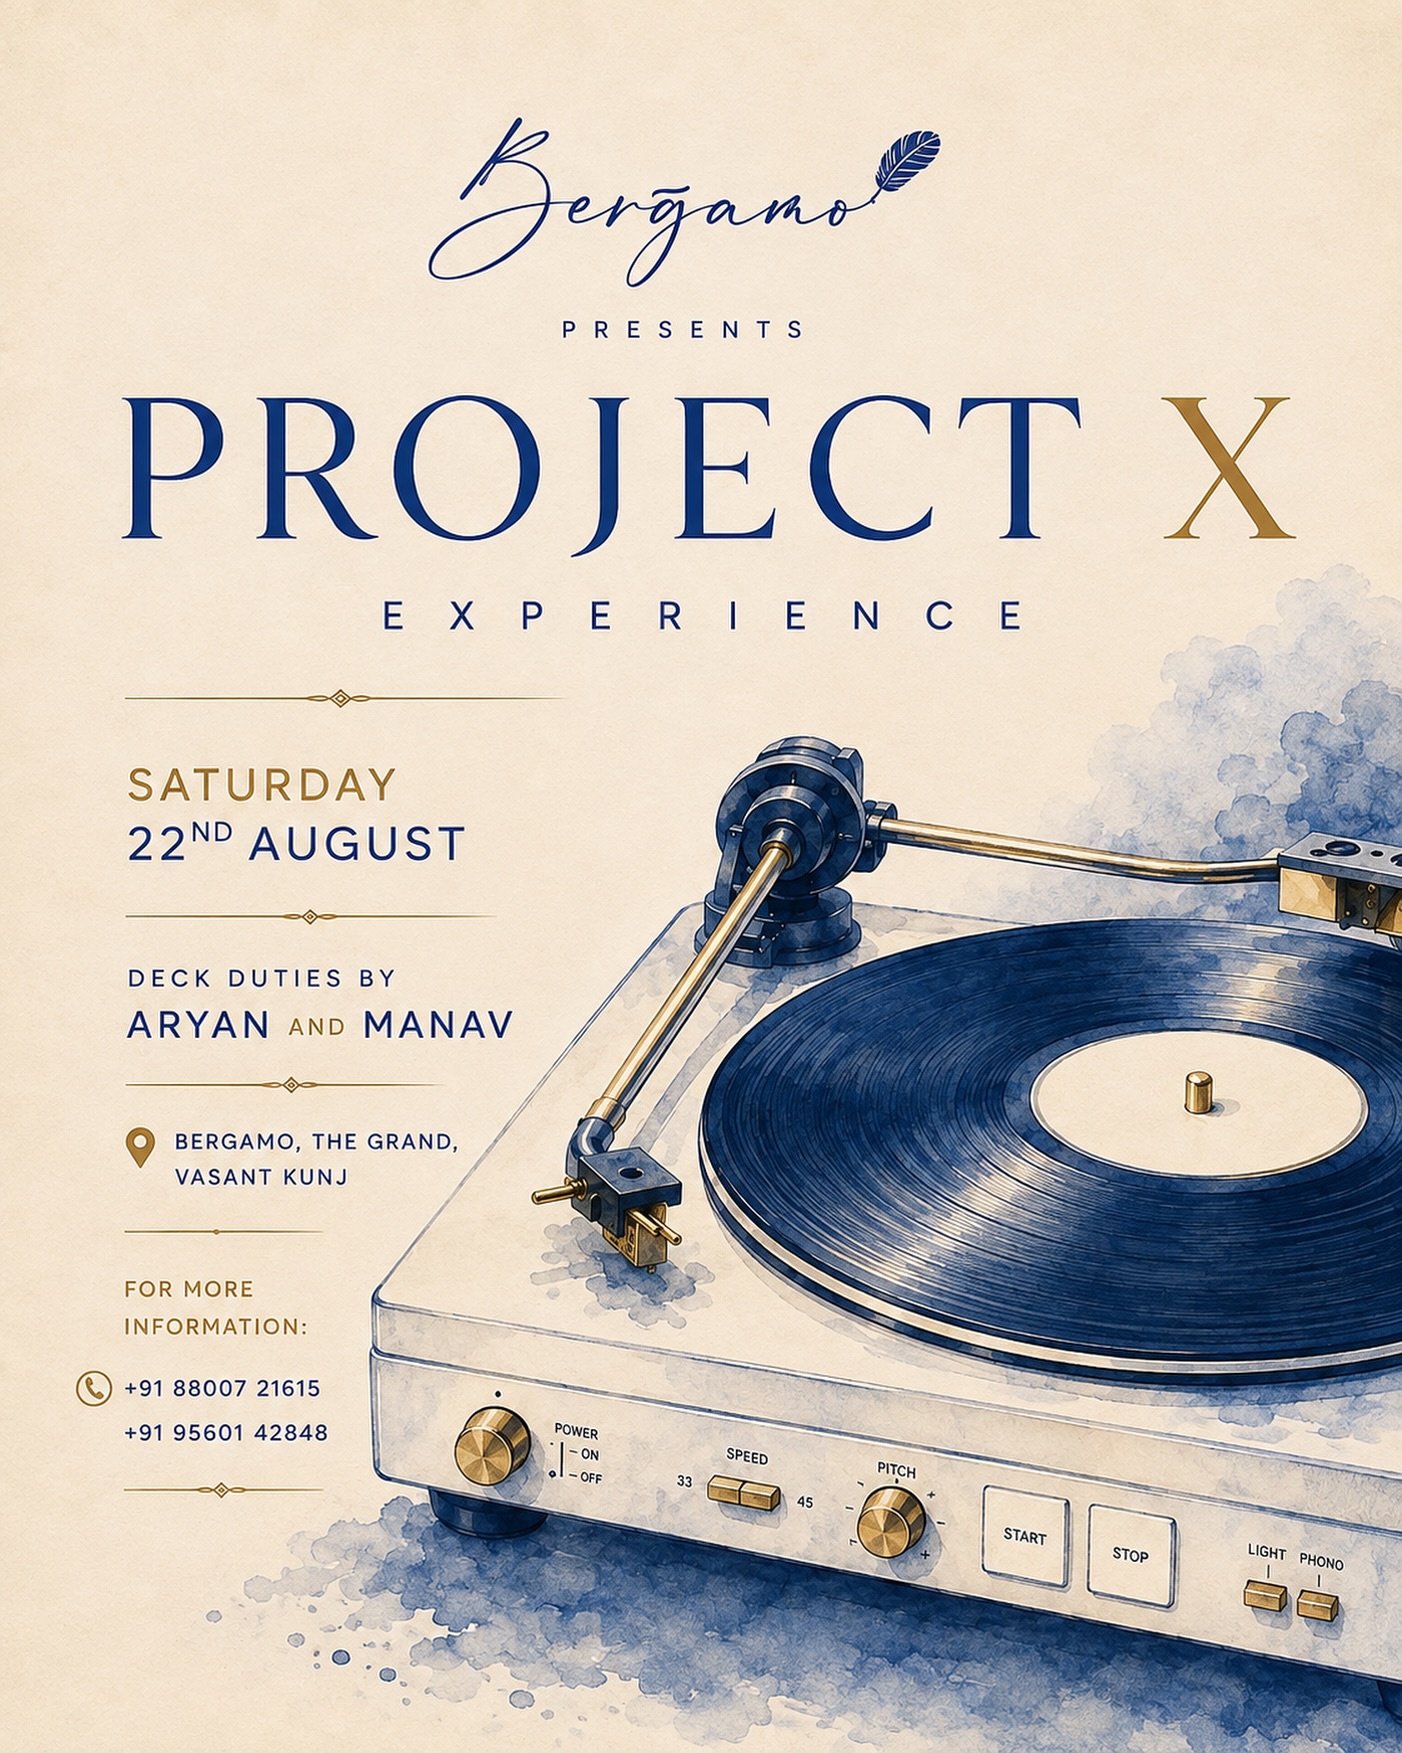 Bergamo
PRESENTS
PROJECT X
EXPERIENCE
SATURDAY
22ND AUGUST
DECK DUTIES BY
ARYAN AND MANAV
BERGAMO, THE GRAND,
VASANT KUNJ
FOR MORE
INFORMATION:
+91 88007 21615
+91 95601 42848
POWER
ON
OFF
SPEED
33
45
PITCH
- +
- -
- +
START
STOP
LIGHT PHONO